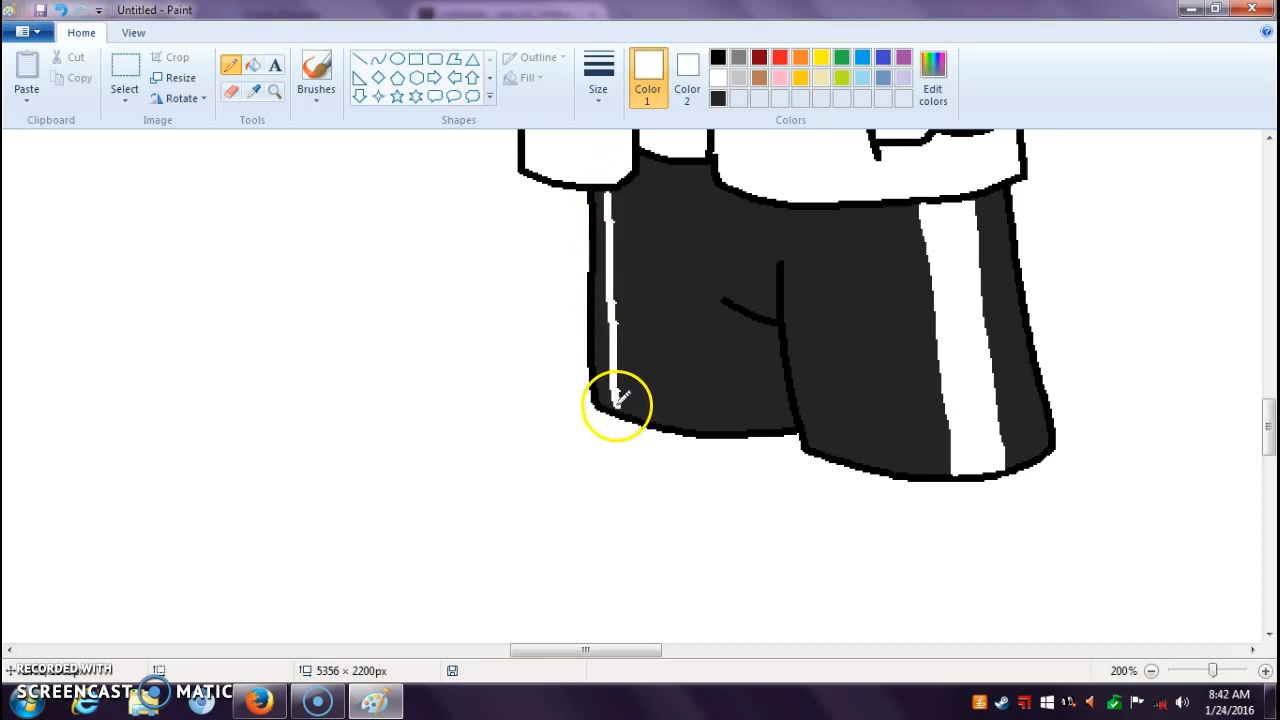 Untitled - Paint
Home
View
Paste
Cut
Copy
Clipboard
Select
Crop
Resize
Rotate
Image
A
Tools
Brushes
Outline
Fill
Shapes
Size
Color 1
Color 2
Edit colors
Colors
5356 × 2200px
200%
RECORDED WITH
SCREENCAST MATIC
8:42 AM
1/24/2016